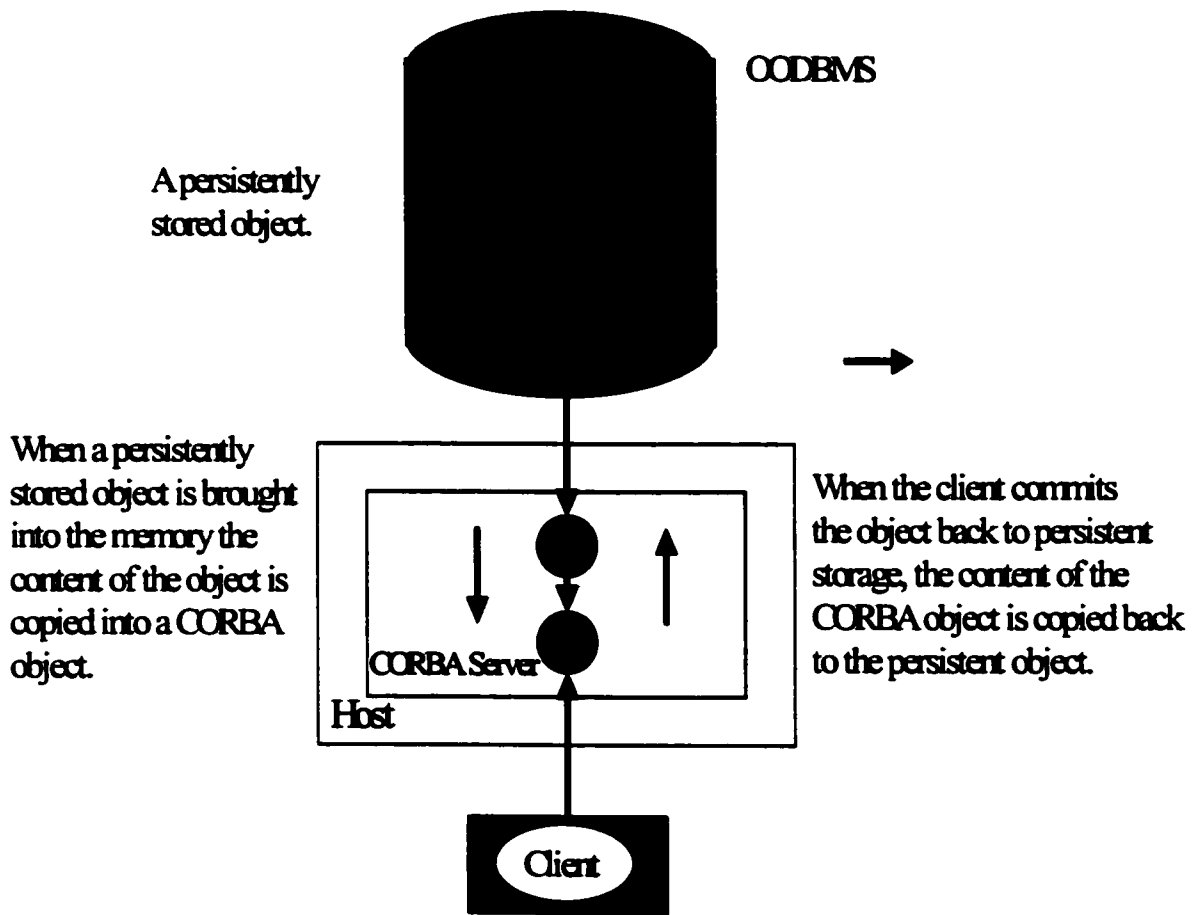 OODBMS
A persistently
stored object.
When a persistently
stored object is brought
into the memory the
content of the object is
copied into a CORBA
object.
When the client commits
the object back to persistent
storage, the content of the
CORBA object is copied back
to the persistent object.
CORBA Server
Host
Client